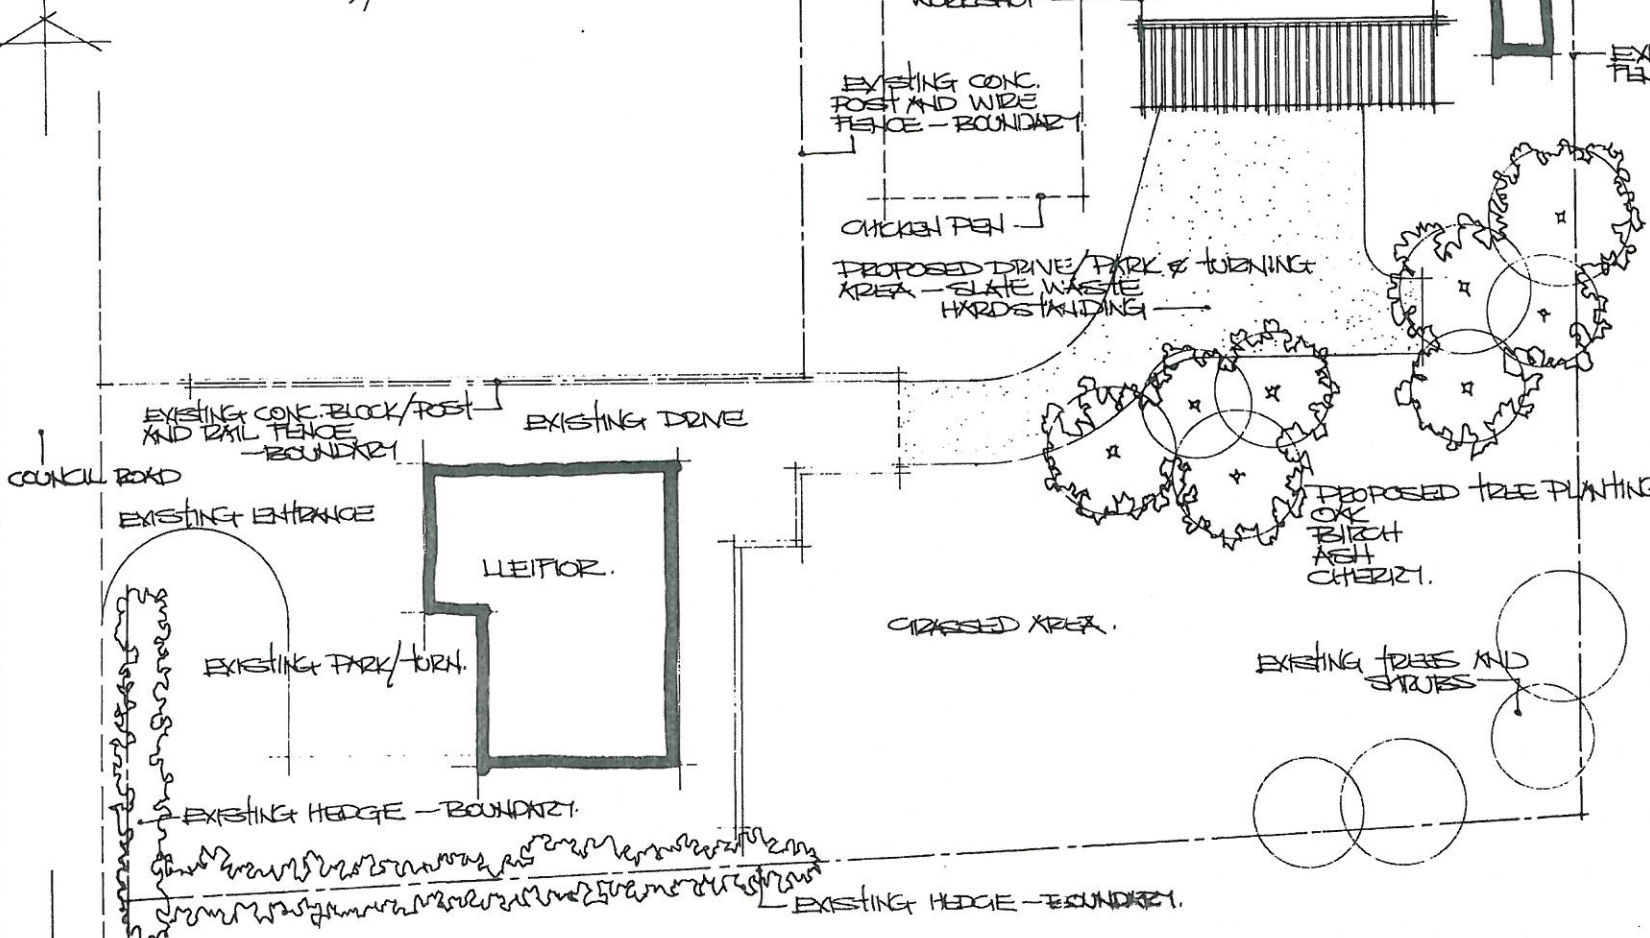 WORKSHOP
EXISTING CONC.
POST AND WIRE
FENCE - BOUNDARY
CHICKEN PEN
PROPOSED DRIVE/PARK & TURNING
AREA - SLATE WASTE
HARDSTANDING
EXISTING CONC.BLOCK/POST
AND RAIL FENCE
- BOUNDARY
EXISTING DRIVE
COUNCIL ROAD
EXISTING ENTRANCE
PROPOSED TREE PLANTING
OAK
BIRCH
ASH
CHERRY.
LLEIFIOR.
GRASSED AREA.
EXISTING PARK/TURN.
EXISTING TREES AND
SHRUBS
EXISTING HEDGE - BOUNDARY.
EXISTING HEDGE - BOUNDARY.